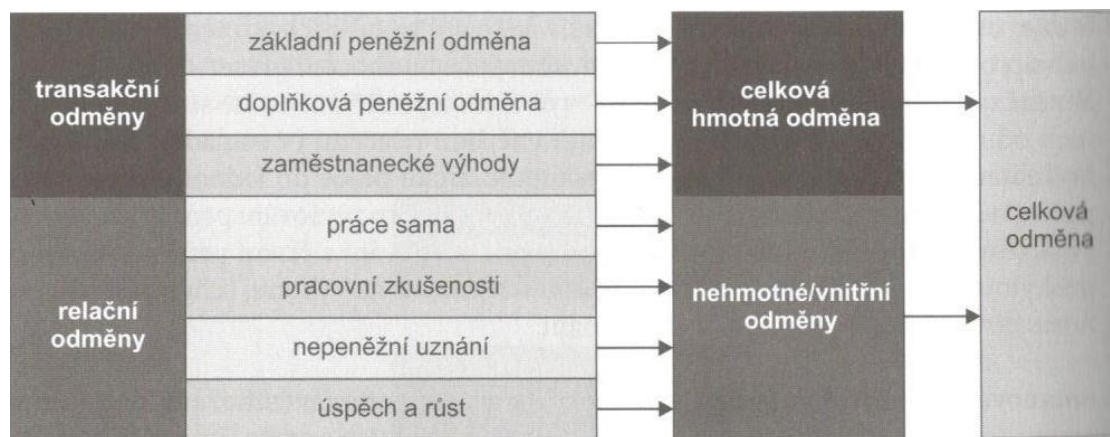 transakční
odměny
základní peněžní odměna
doplňková peněžní odměna
zaměstnanecké výhody
celková
hmotná odměna
relační
odměny
práce sama
pracovní zkušenosti
nepeněžní uznání
úspěch a růst
nehmotné/vnitřní
odměny
celková
odměna